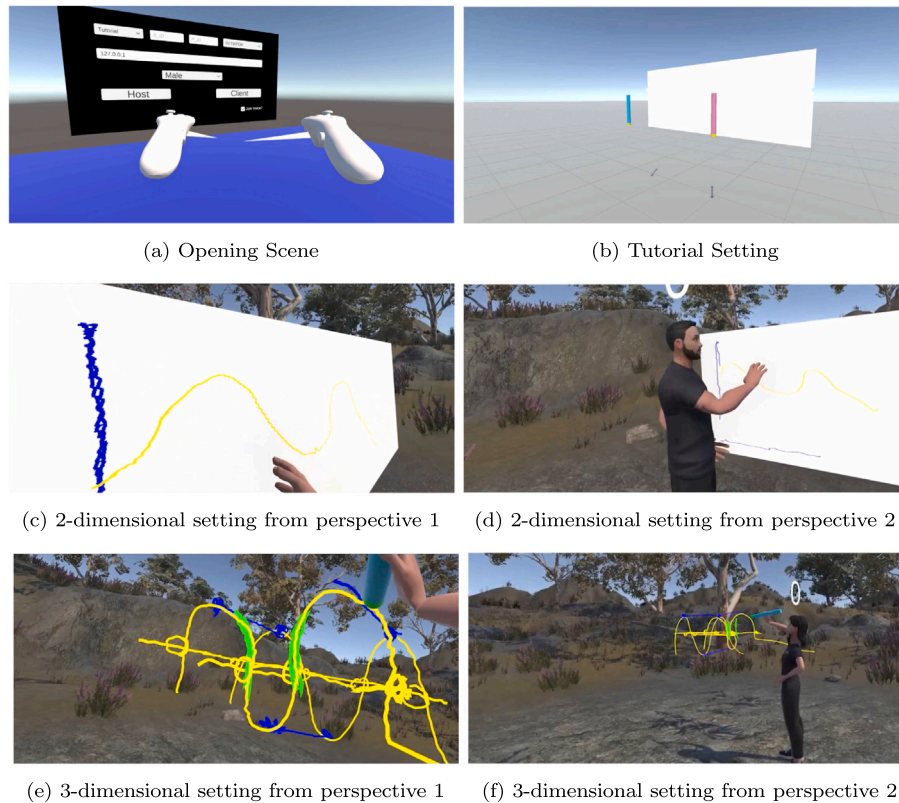 Tutorial
127.0.0.1
Male
Host
Client
(a) Opening Scene
(b) Tutorial Setting
(c) 2-dimensional setting from perspective 1
(d) 2-dimensional setting from perspective 2
(e) 3-dimensional setting from perspective 1
(f) 3-dimensional setting from perspective 2